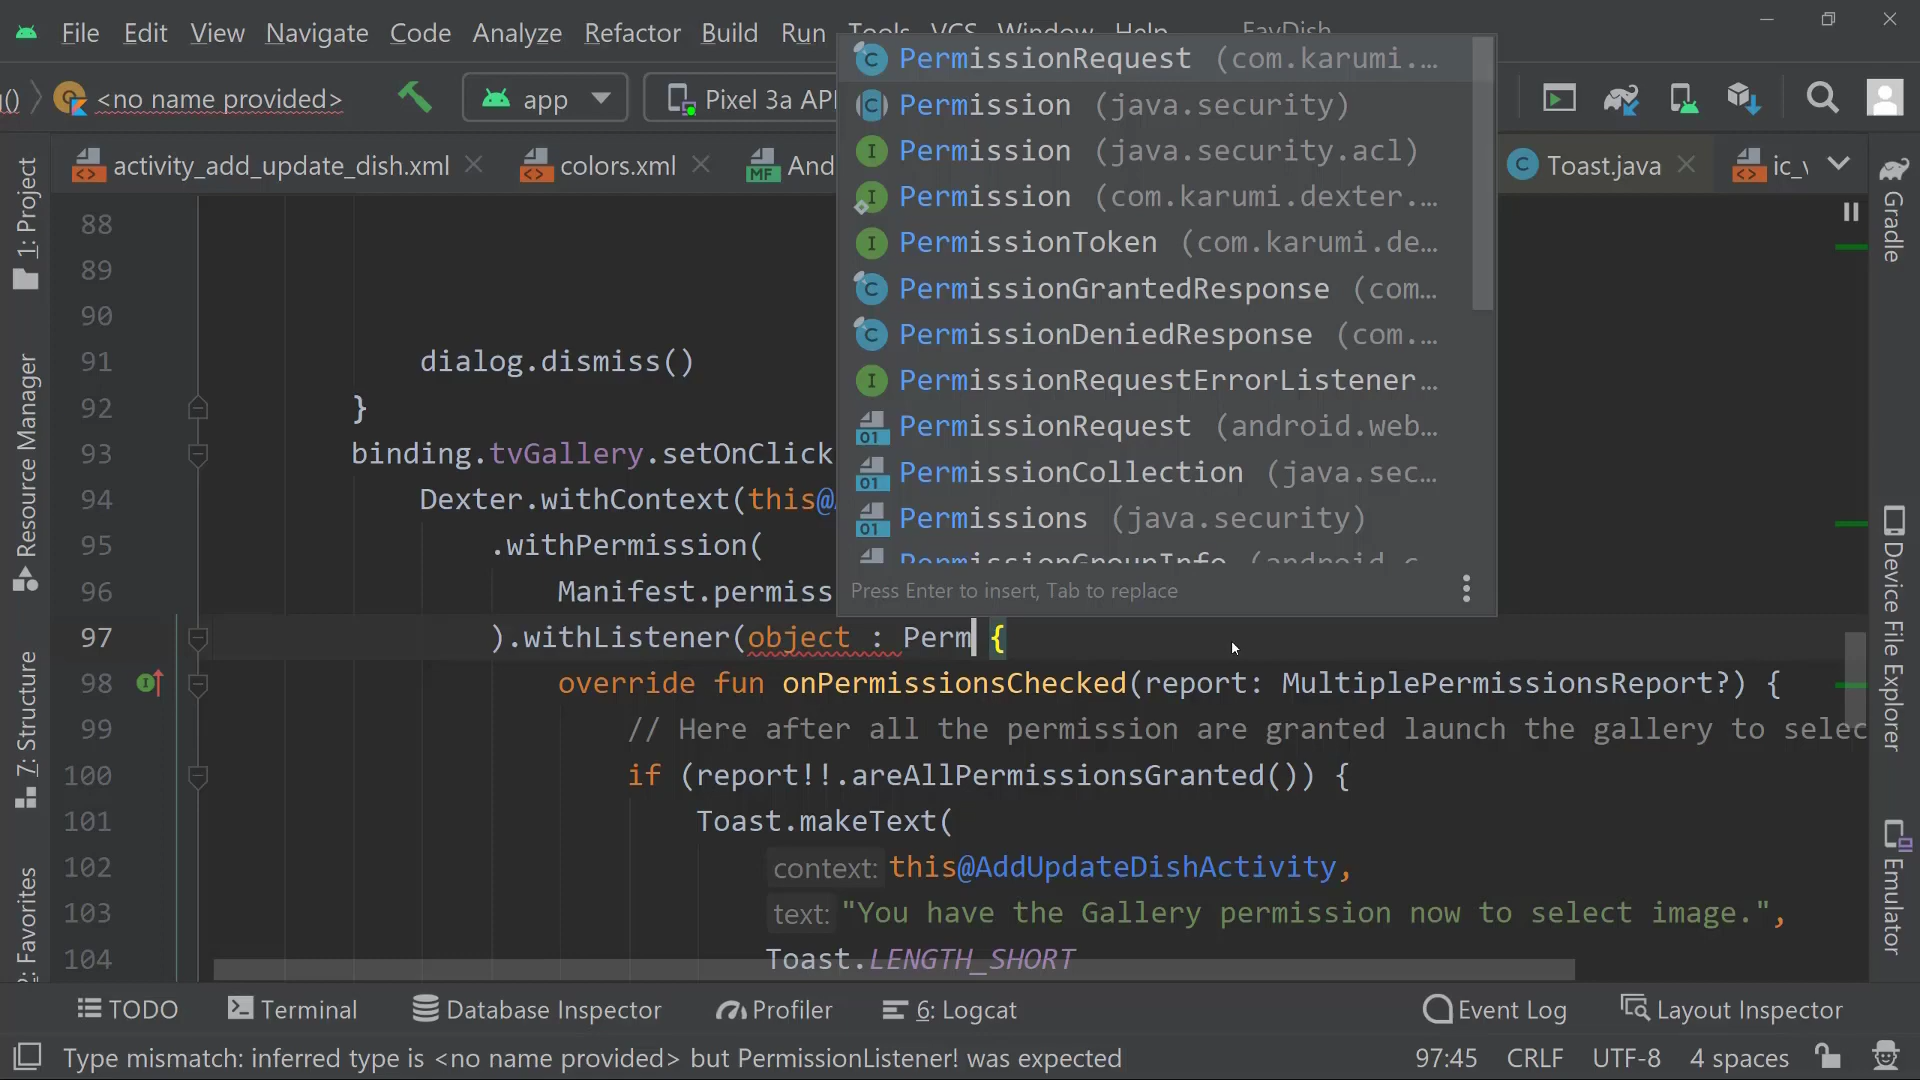 File Edit View Navigate Code Analyze Refactor Build Run Tools VCS Window Help FavDish
() <no name provided> app Pixel 3a API
activity_add_update_dish.xml colors.xml And Toast.java ic_v
PermissionRequest (com.karumi.…
Permission (java.security)
Permission (java.security.acl)
Permission (com.karumi.dexter.…
PermissionToken (com.karumi.de…
PermissionGrantedResponse (com…
PermissionDeniedResponse (com.…
PermissionRequestErrorListener…
PermissionRequest (android.web…
PermissionCollection (java.sec…
Permissions (java.security)
PermissionGroupInfo (android.c
Press Enter to insert, Tab to replace
1: Project
Resource Manager
7: Structure
2: Favorites
88
89
90
91 dialog.dismiss()
92 }
93 binding.tvGallery.setOnClick
94 Dexter.withContext(this@
95 .withPermission(
96 Manifest.permiss
97 ).withListener(object : Perm {
98 override fun onPermissionsChecked(report: MultiplePermissionsReport?) {
99 // Here after all the permission are granted launch the gallery to selec
100 if (report!!.areAllPermissionsGranted()) {
101 Toast.makeText(
102 context: this@AddUpdateDishActivity,
103 text: "You have the Gallery permission now to select image.",
104 Toast.LENGTH_SHORT
Gradle
Device File Explorer
Emulator
TODO Terminal Database Inspector Profiler 6: Logcat Event Log Layout Inspector
Type mismatch: inferred type is <no name provided> but PermissionListener! was expected 97:45 CRLF UTF-8 4 spaces